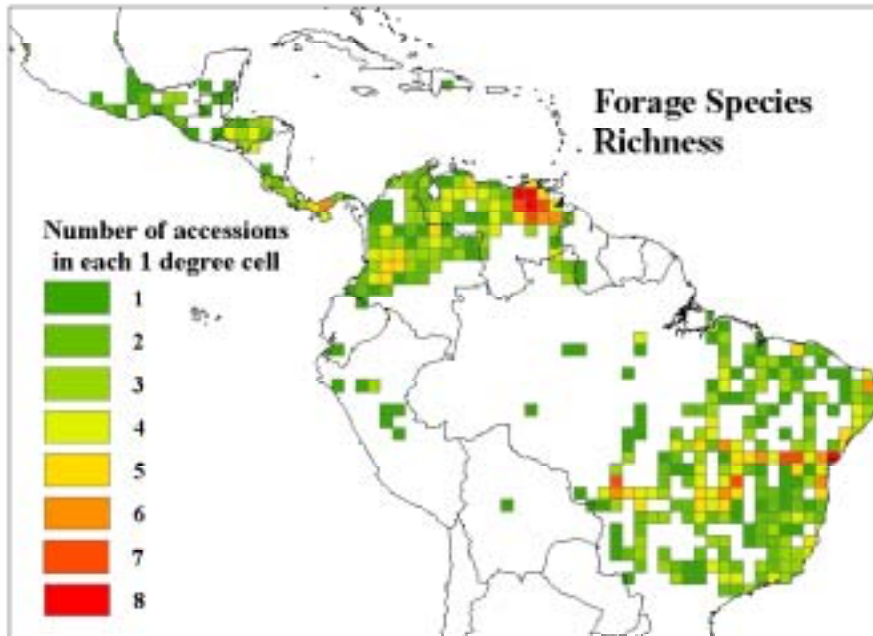 Forage Species
Richness
Number of accessions
in each 1 degree cell
1
2
3
4
5
6
7
8